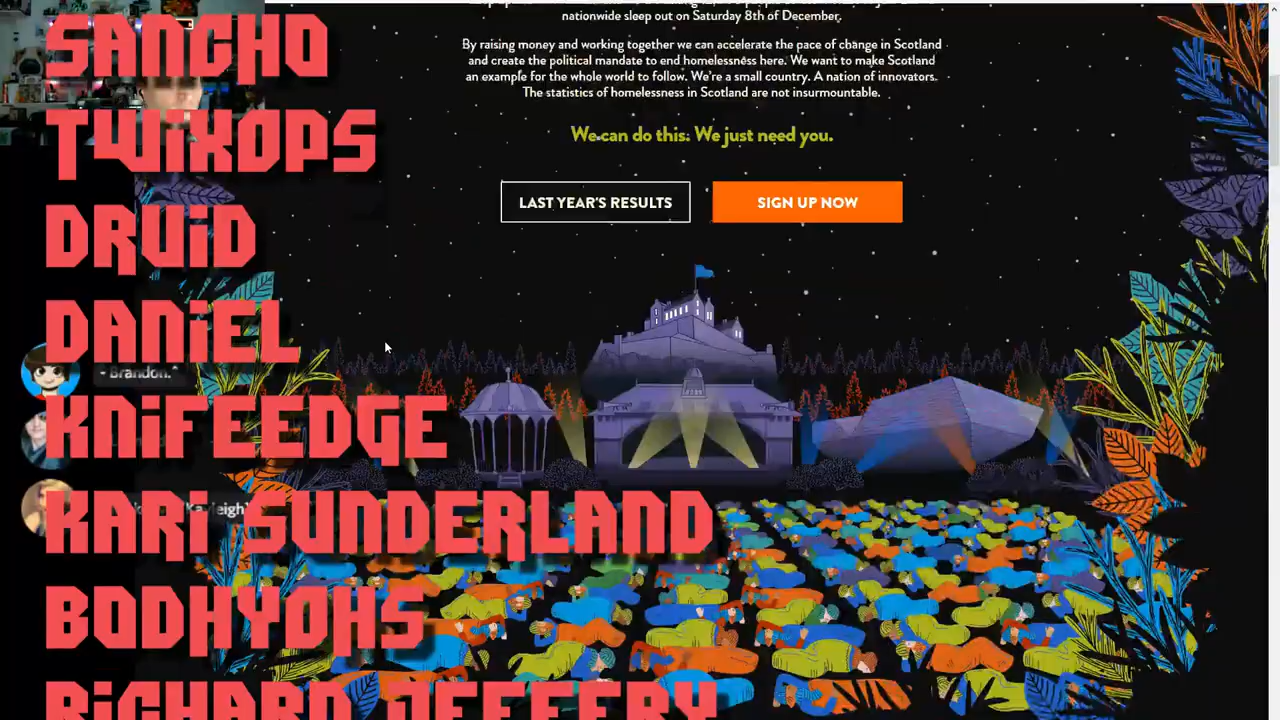 SANCHO
TWiXOPS
DRUiD
DANiEL
- Brandon.*
KNiFEEDGE
KARi SUNDERLAND
BODHYOHS
RiCHARD JEFFERY
nationwide sleep out on Saturday 8th of December.
By raising money and working together we can accelerate the pace of change in Scotland
and create the political mandate to end homelessness here. We want to make Scotland
an example for the whole world to follow. We're a small country. A nation of innovators.
The statistics of homelessness in Scotland are not insurmountable.
We can do this. We just need you.
LAST YEAR'S RESULTS
SIGN UP NOW